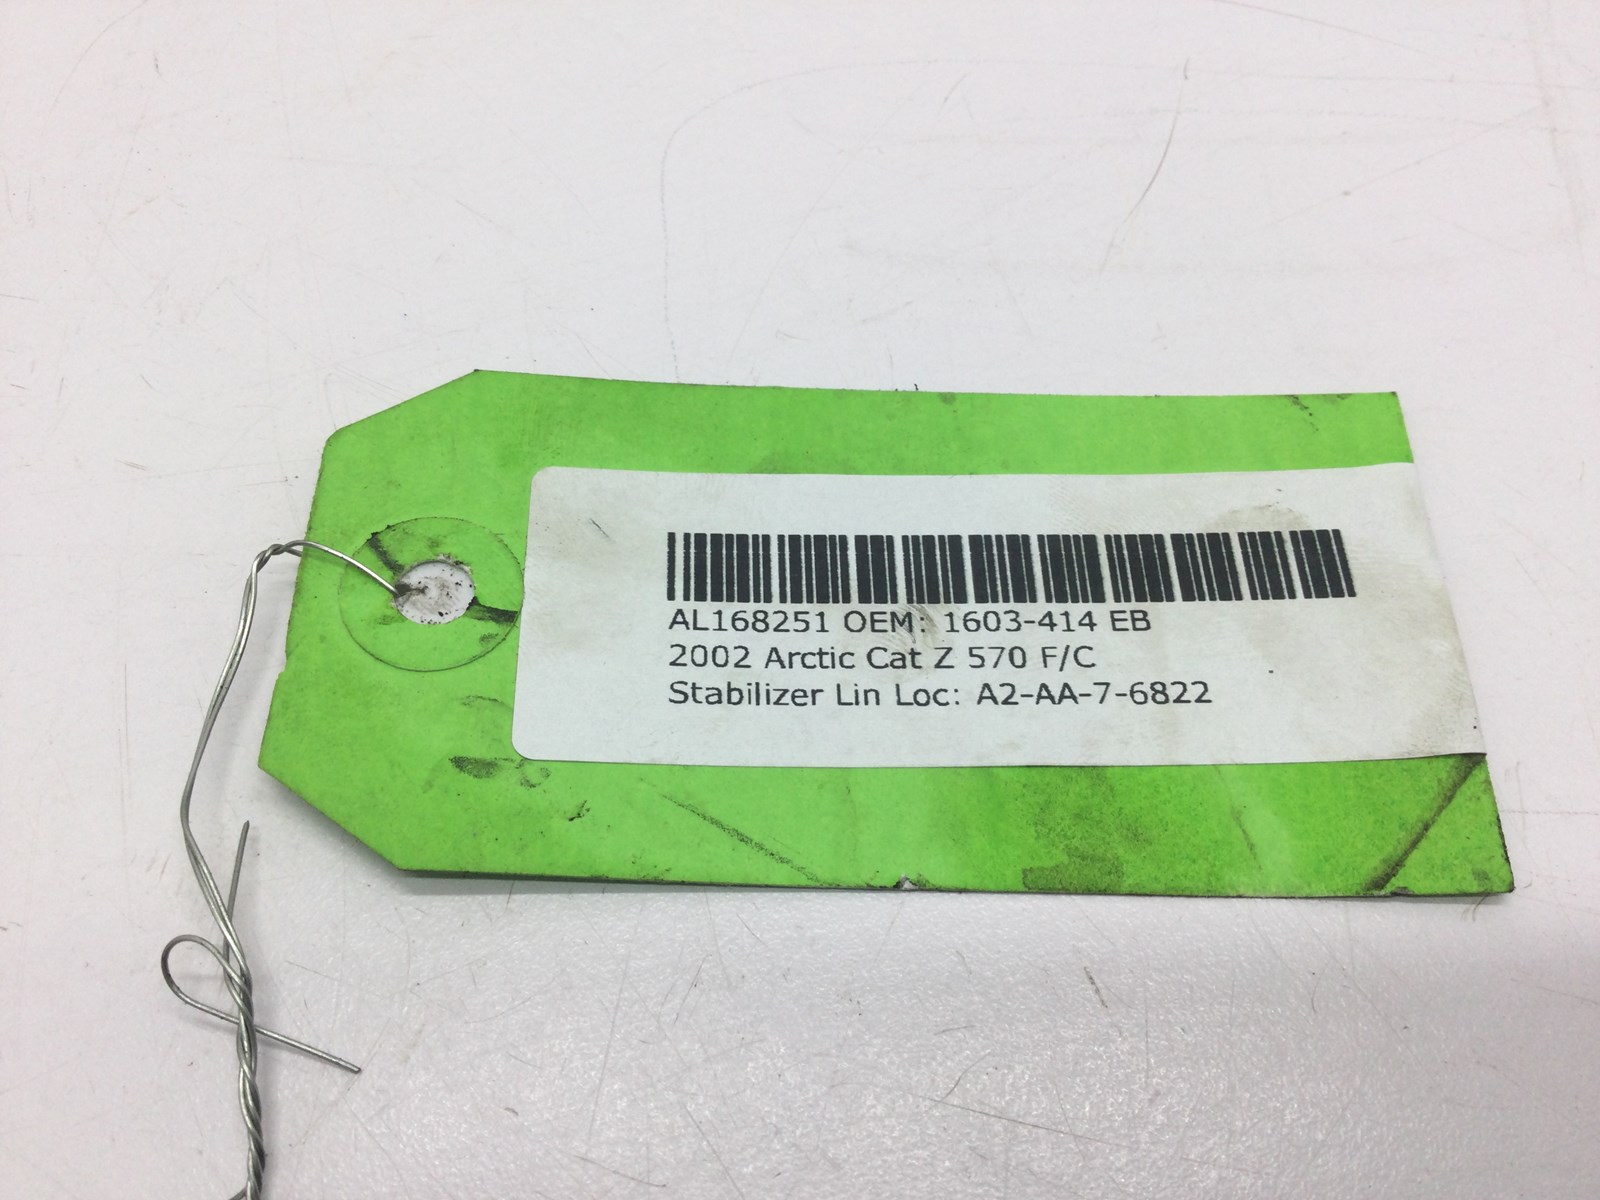 AL168251 OEM: 1603-414 EB
2002 Arctic Cat Z 570 F/C
Stabilizer Lin Loc: A2-AA-7-6822